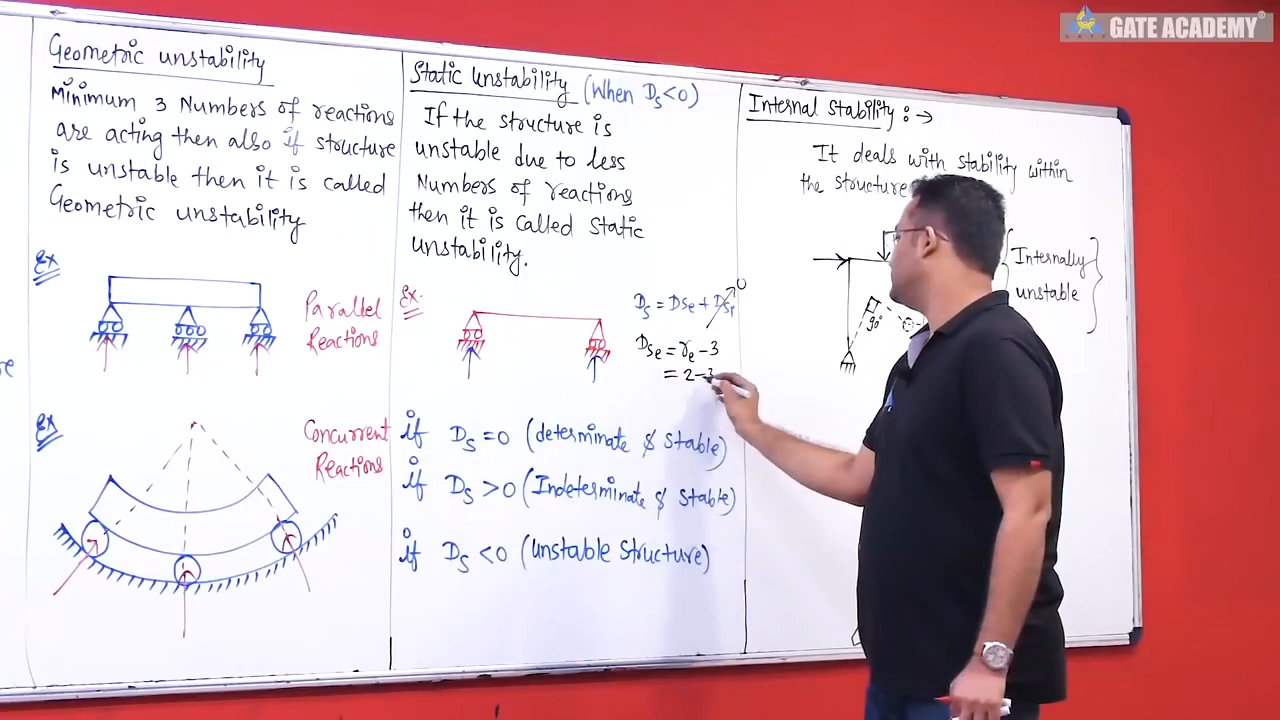 GATE ACADEMY
Geometric unstability
Minimum 3 Numbers of reactions
are acting then also if structure
is unstable then it is called
Geometric unstability
Ex
Parallel
Reactions
Ex
Concurrent
Reactions
Static Unstability (When Ds<0)
If the structure is
unstable due to less
Numbers of reactions
then it is called static
unstability.
Ex.
Ds = Dse + Dsi 0
Dse = re - 3
= 2 - 3
if Ds = 0 (determinate & stable)
if Ds > 0 (Indeterminate & stable)
if Ds < 0 (Unstable structure)
Internal Stability :→
It deals with stability within
the structure
Internally
unstable
90°